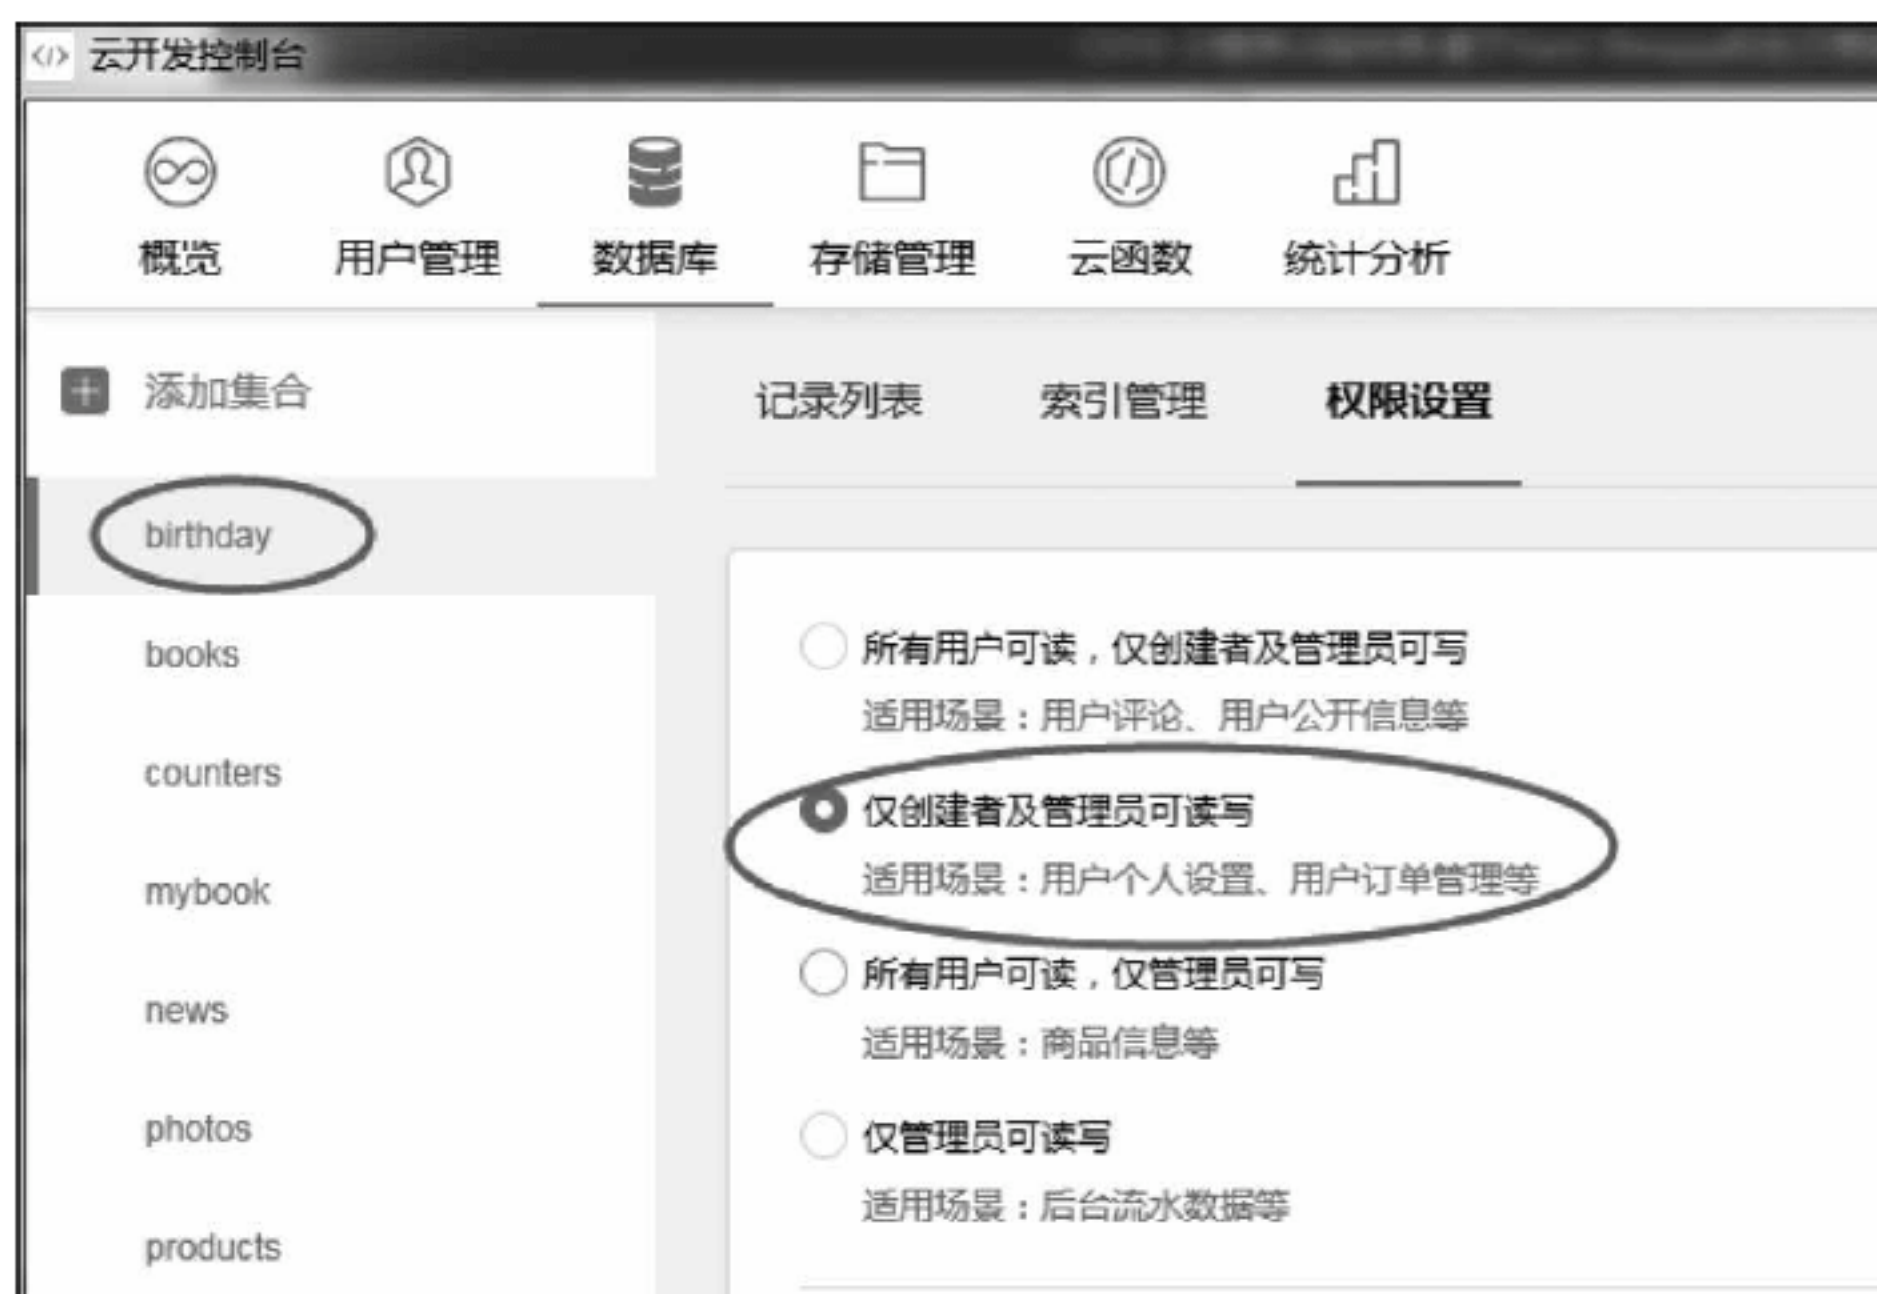 云开发控制台
概览 用户管理 数据库 存储管理 云函数 统计分析
添加集合
birthday
books
counters
mybook
news
photos
products
记录列表 索引管理 权限设置
所有用户可读，仅创建者及管理员可写
适用场景：用户评论、用户公开信息等
仅创建者及管理员可读写
适用场景：用户个人设置、用户订单管理等
所有用户可读，仅管理员可写
适用场景：商品信息等
仅管理员可读写
适用场景：后台流水数据等